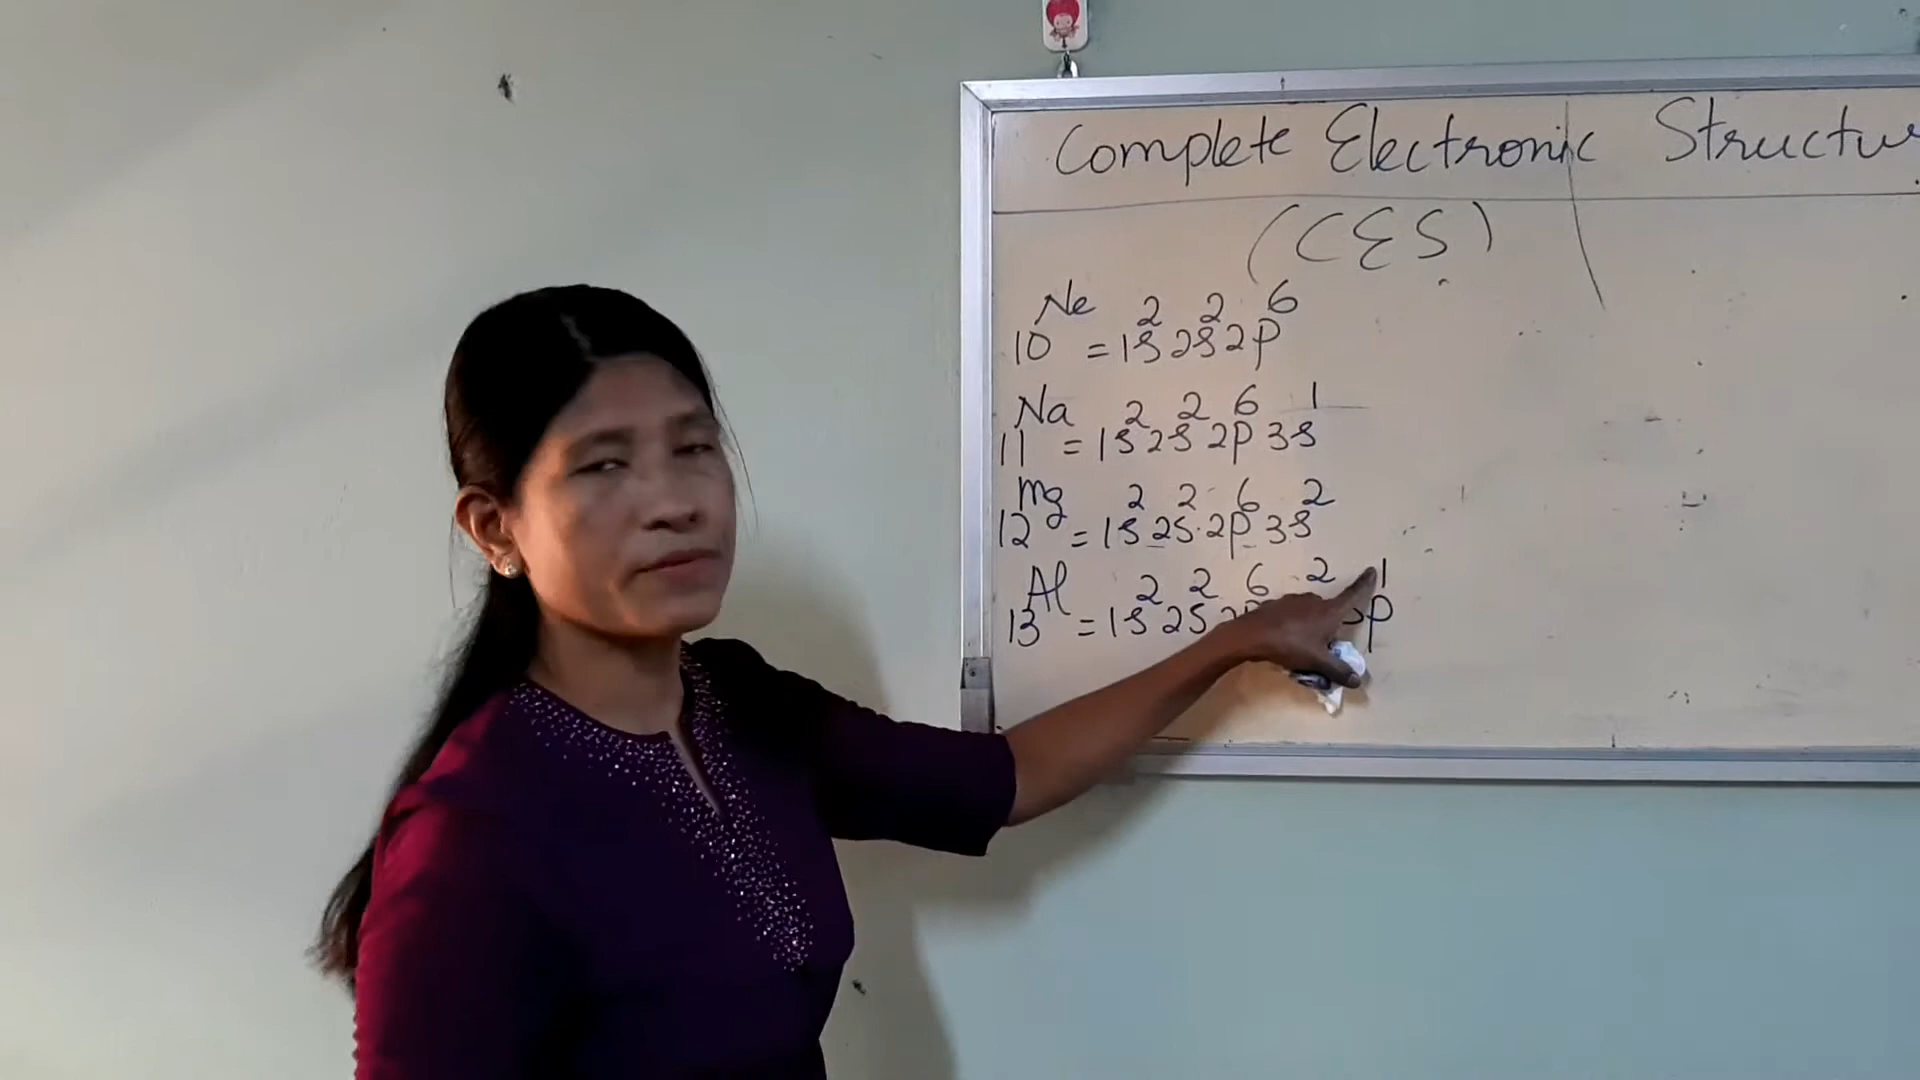 Complete Electronic Structu
(CES)
Ne 2 2 6
10 = 1s 2s 2p
Na 2 2 6 1
11 = 1s 2s 2p 3s
Mg 2 2 6 2
12 = 1s 2s 2p 3s
Al 2 2 6 2 1
13 = 1s 2s 2p 3p